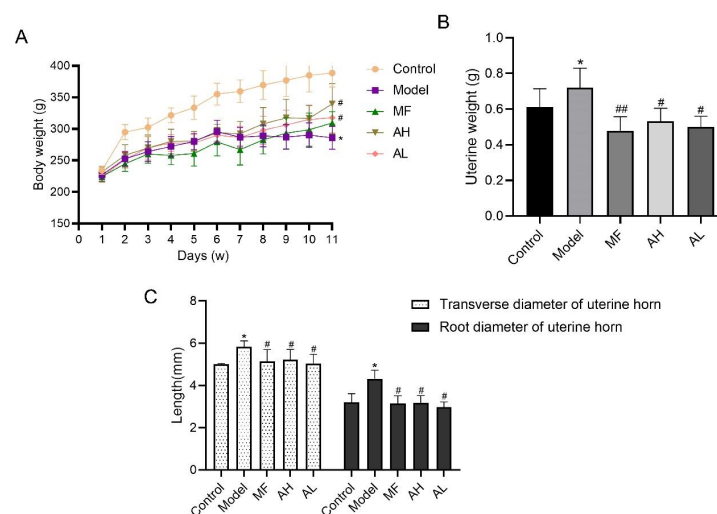 A
Body weight (g)
400
350
300
250
200
150
0 1 2 3 4 5 6 7 8 9 10 11
Days (w)
#
#
*
Control
Model
MF
AH
AL
B
Uterine weight (g)
1.0
0.8
0.6
0.4
0.2
0.0
* ## # #
Control Model MF AH AL
C
Transverse diameter of uterine horn
Root diameter of uterine horn
Length(mm)
8
6
4
2
0
* # # # * # # #
Control Model MF AH AL Control Model MF AH AL